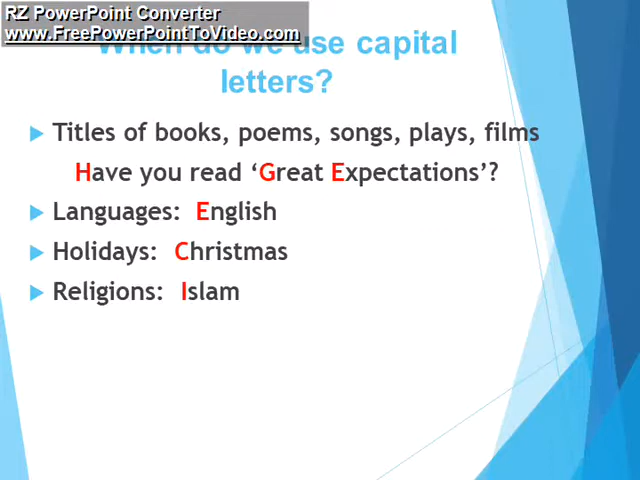 RZ PowerPoint Converter
www.FreePowerPointToVideo.com
When do we use capital
letters?
Titles of books, poems, songs, plays, films
Have you read ‘Great Expectations’?
Languages: English
Holidays: Christmas
Religions: Islam